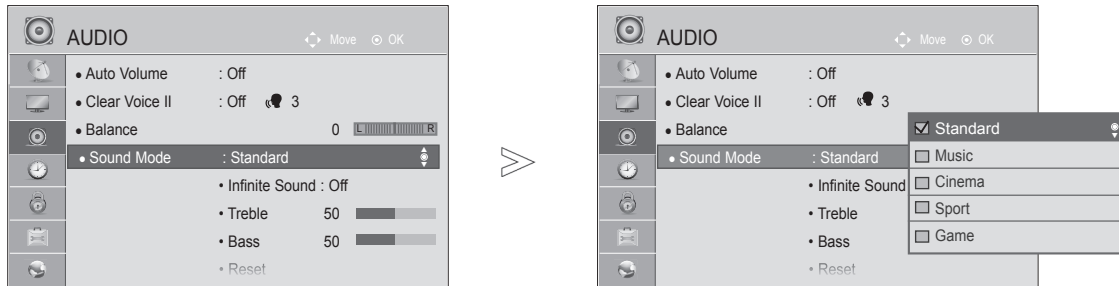 AUDIO
Move OK
• Auto Volume : Off
• Clear Voice II : Off 3
• Balance 0 L R
• Sound Mode : Standard
• Infinite Sound : Off
• Treble 50
• Bass 50
• Reset
AUDIO
Move OK
• Auto Volume : Off
• Clear Voice II : Off 3
• Balance
• Sound Mode : Standard
• Infinite Sound
• Treble
• Bass
• Reset
Standard
Music
Cinema
Sport
Game